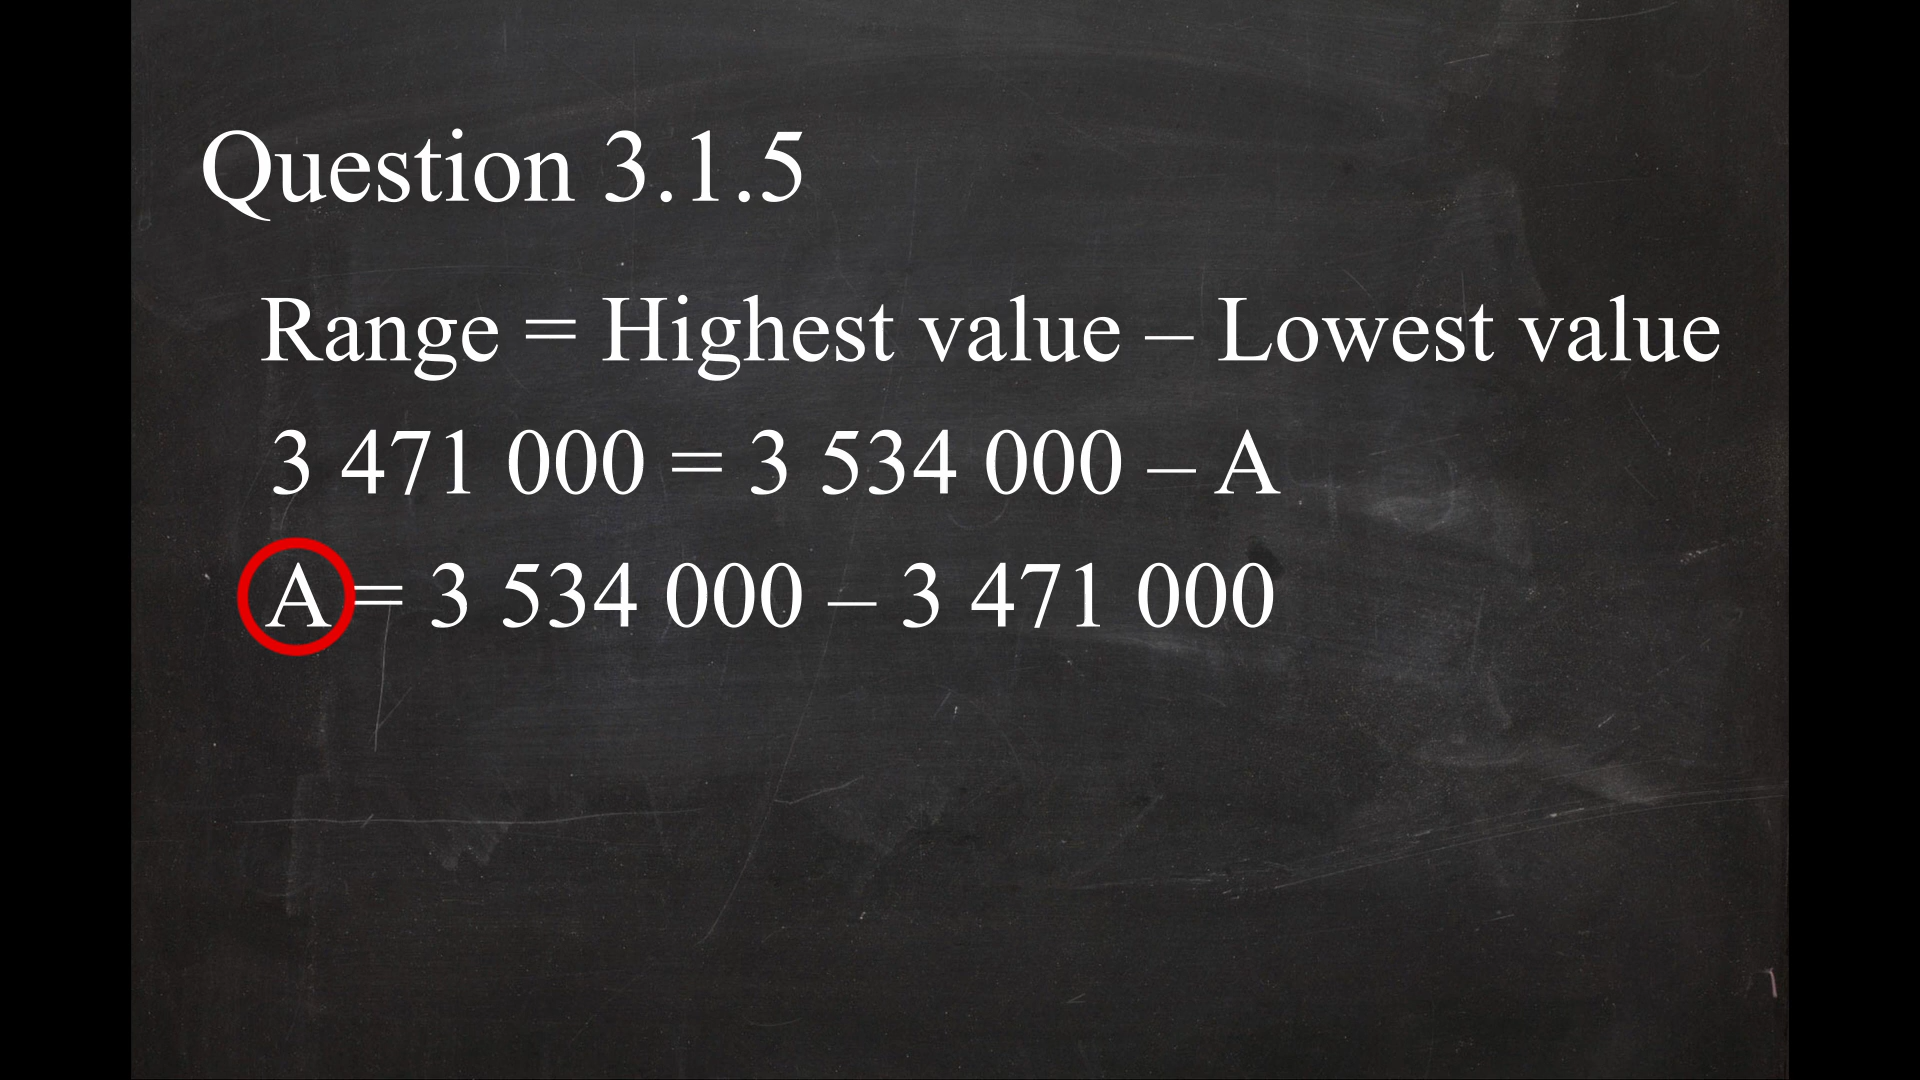 Question 3.1.5
Range = Highest value – Lowest value
3 471 000 = 3 534 000 – A
A = 3 534 000 – 3 471 000